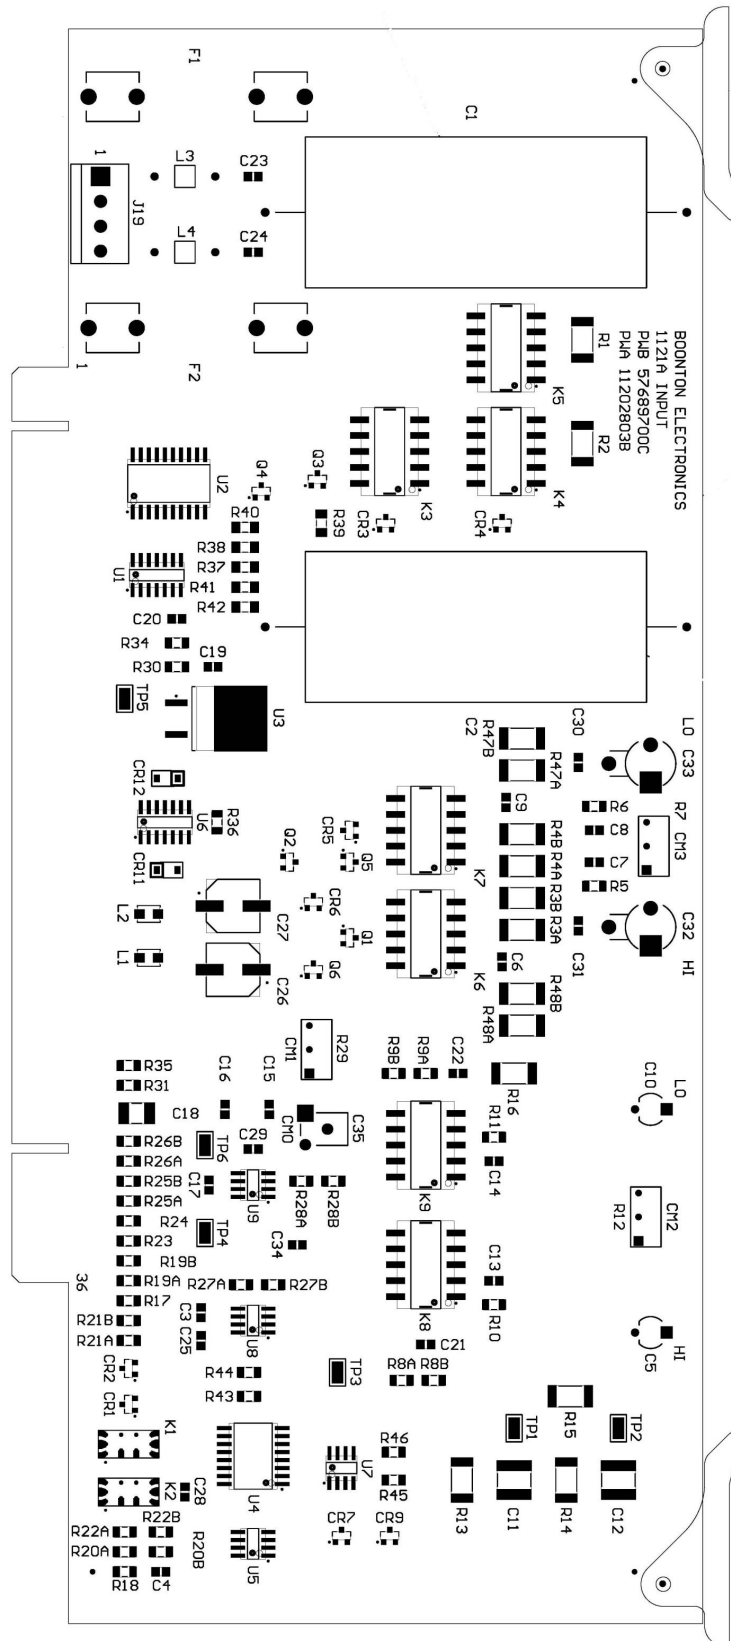 F1
C1
1
L3
C23
J19
L4
C24
1
F2
R1
K5
BOONTON ELECTRONICS
1121A INPUT
PWB 57689700C
PWA 11202803B
R2
K4
K3
Q3
Q4
U2
R40
R39
CR3
CR4
R38
R37
U1
R41
R42
C20
R34
C19
R30
TP5
U3
C2
R47B
R47A
C30
LO
C33
CR12
C9
R6
R7
C8
CM3
U6
R36
CR5
Q2
Q5
K7
R4B
R4A
C7
CR11
R3B
R5
L2
C27
CR6
R3A
C32
L1
Q1
C31
HI
C26
Q6
K6
C6
R48B
R48A
CM1
R29
R35
R31
C16
C15
R9B
R9A
C22
R16
C10
LO
C18
CM0
C35
R11
R26B
TP6
C29
R26A
C14
R25B
C17
U9
R28A
R28B
K9
R25A
R12
CM2
R24
TP4
R23
C34
R19B
C13
36
R19A
R27A
R27B
R17
C3
K8
R10
R21B
U8
C25
C21
C5
HI
R21A
CR2
R44
TP3
R8A
R8B
CR1
R43
R15
TP1
TP2
K1
R46
U7
K2
C28
U4
R45
R13
C11
R14
C12
R22B
R22A
CR7
CR9
R20A
R20B
U5
R18
C4